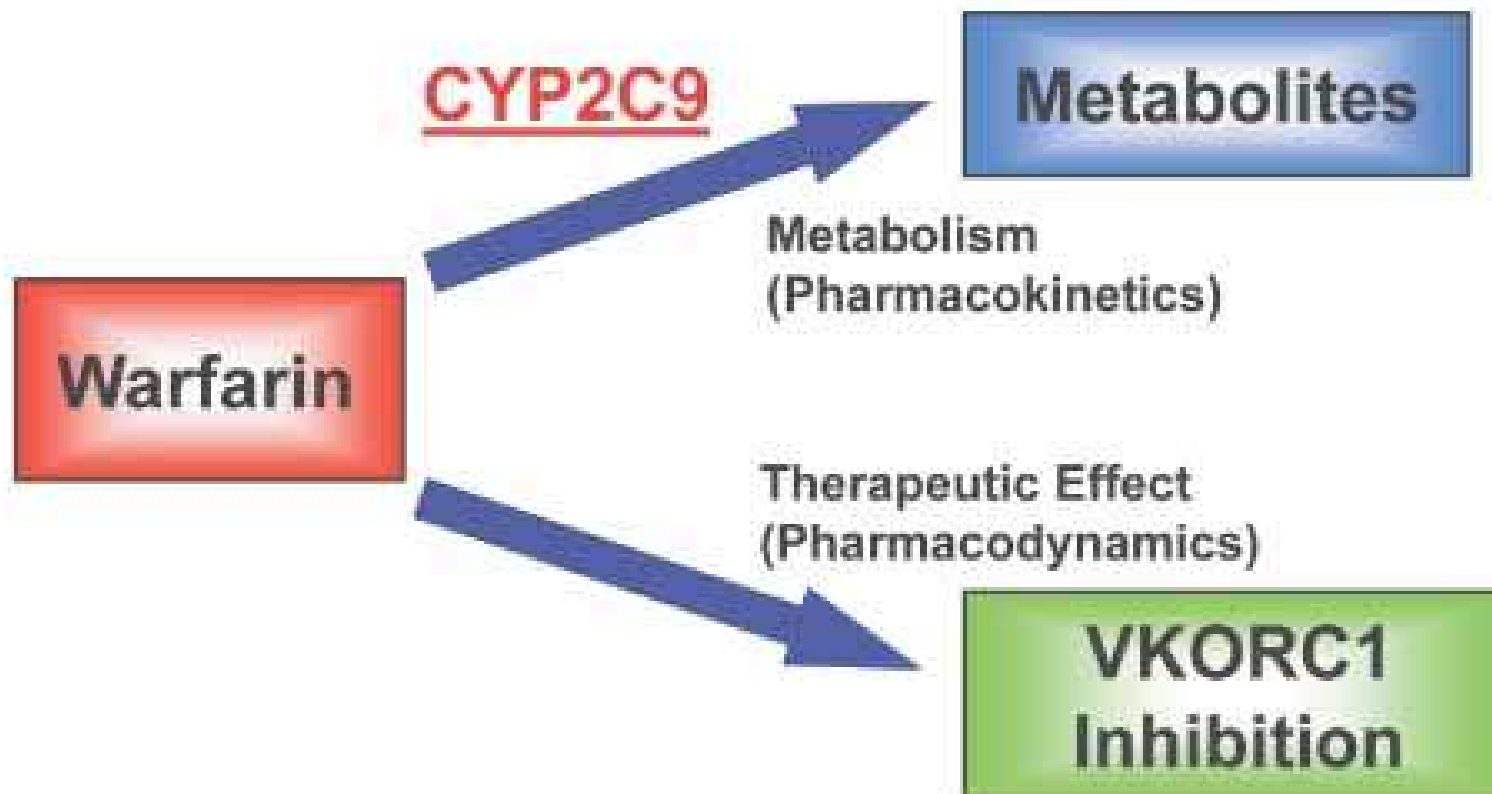 CYP2C9
Metabolites
Metabolism
(Pharmacokinetics)
Warfarin
Therapeutic Effect
(Pharmacodynamics)
VKORC1
Inhibition